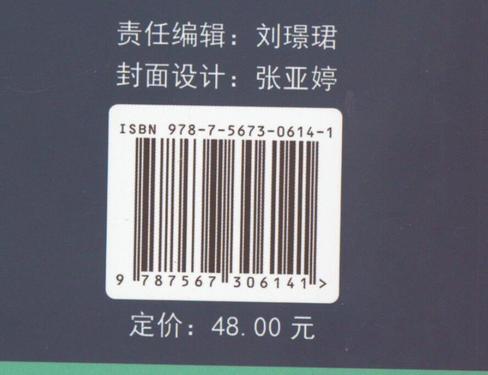 责任编辑：刘璟珺
封面设计：张亚婷
ISBN 978-7-5673-0614-1
9 787567 306141 >
定价：48.00 元